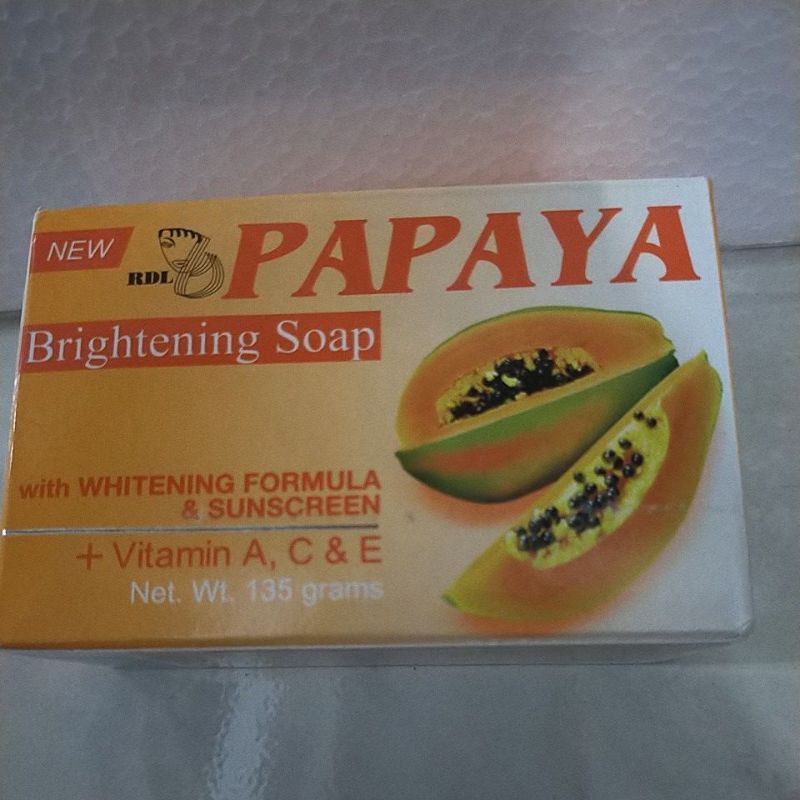 NEW
RDL PAPAYA
Brightening Soap
with WHITENING FORMULA
& SUNSCREEN
+ Vitamin A, C & E
Net. Wt. 135 grams